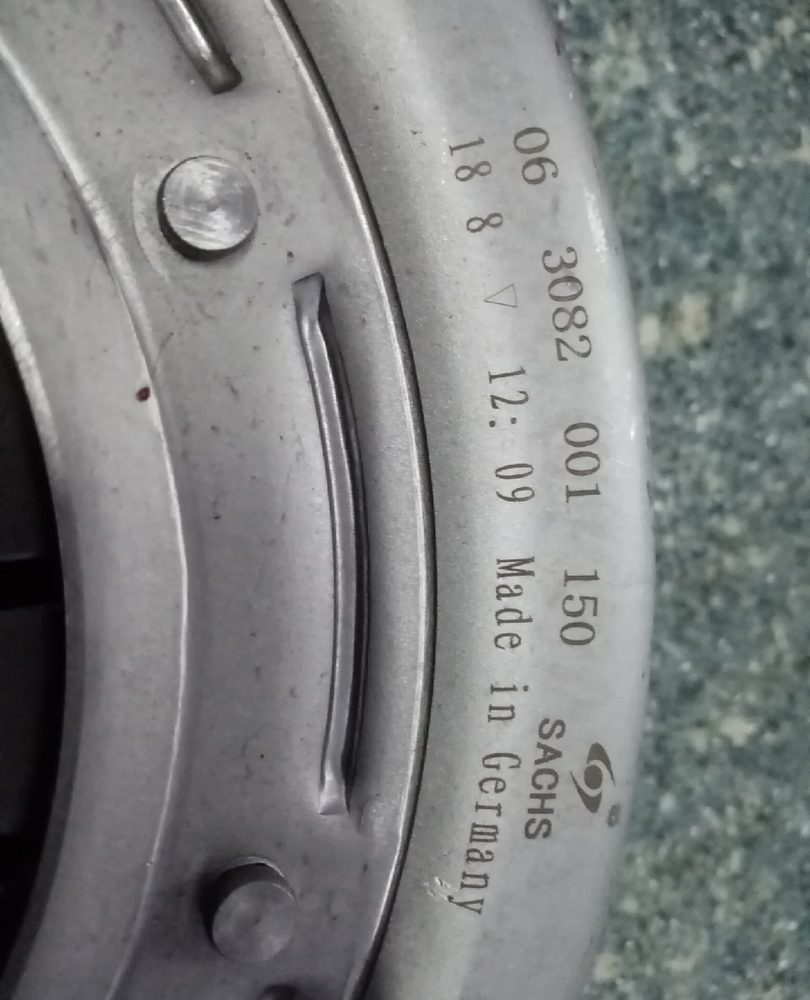 06 3082 001 150 SACHS®
18 8 ▽ 12:09 Made in Germany